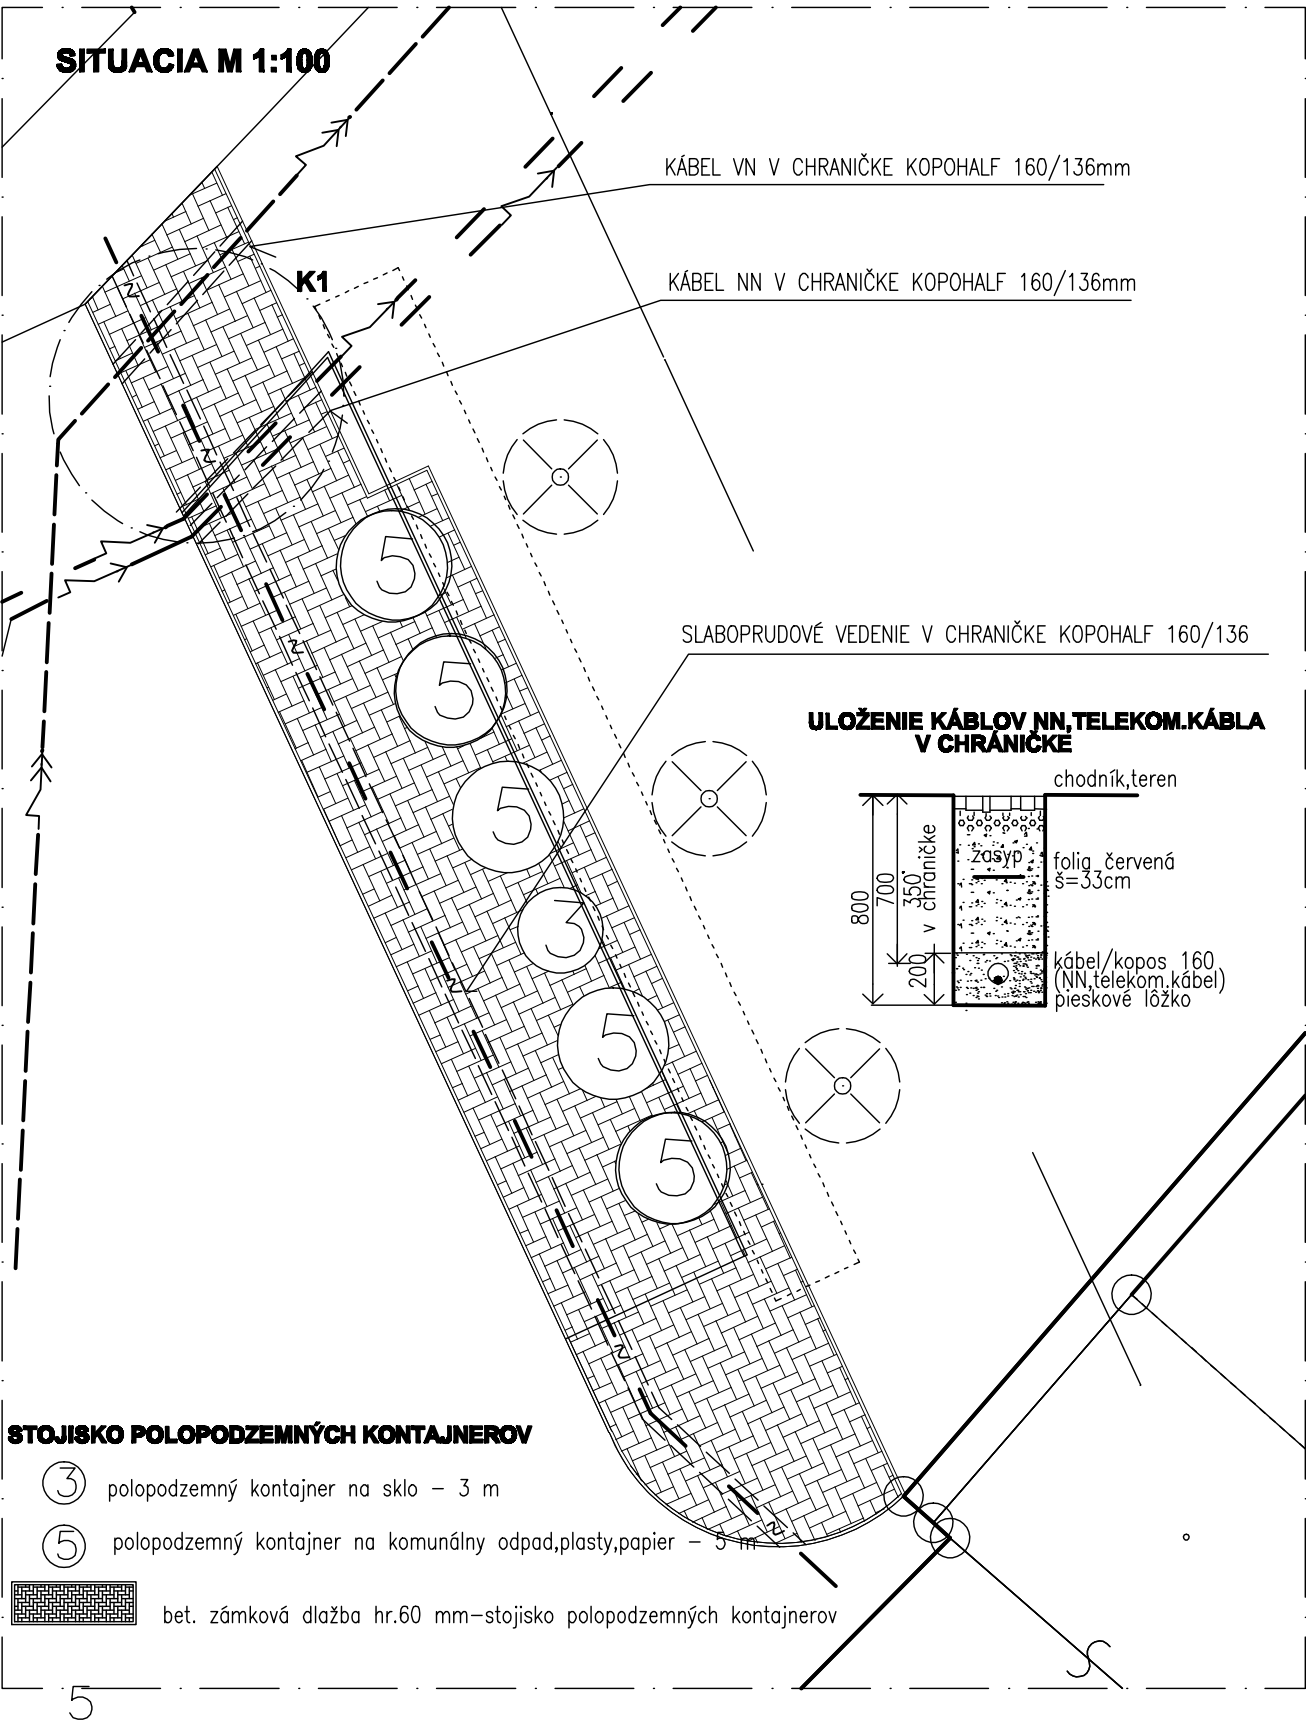 SITUACIA M 1:100
KÁBEL VN V CHRANIČKE KOPOHALF 160/136mm
K1
KÁBEL NN V CHRANIČKE KOPOHALF 160/136mm
5
5
5
3
5
5
SLABOPRUDOVÉ VEDENIE V CHRANIČKE KOPOHALF 160/136
ULOŽENIE KÁBLOV NN,TELEKOM.KÁBLA
V CHRÁNIČKE
chodník,teren
zasyp
folia červená
š=33cm
800
700
350
v chraničke
200
kábel/kopos 160
(NN,telekom.kábel)
pieskové lôžko
STOJISKO POLOPODZEMNÝCH KONTAJNEROV
3 polopodzemný kontajner na sklo – 3 m
5 polopodzemný kontajner na komunálny odpad,plasty,papier – 5 m
bet. zámková dlažba hr.60 mm–stojisko polopodzemných kontajnerov
5